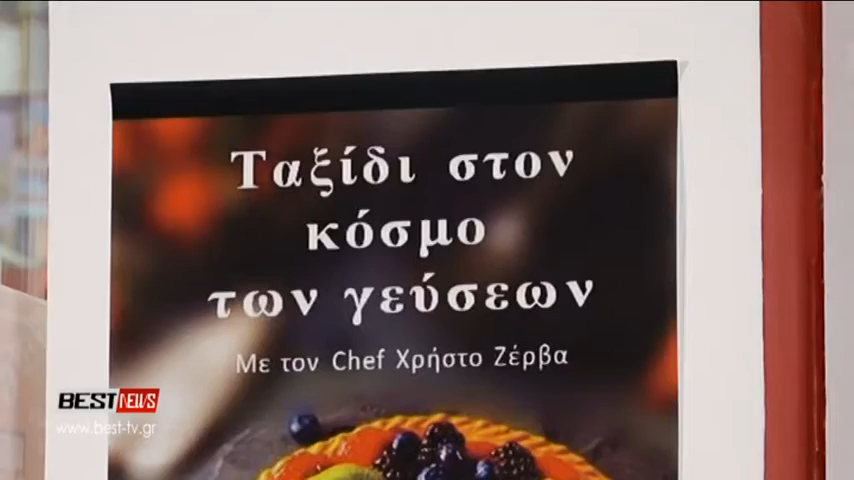 Ταξίδι στον
κόσμο
των γεύσεων
Με τον Chef Χρήστο Ζέρβα
BEST NEWS
www.best-tv.gr